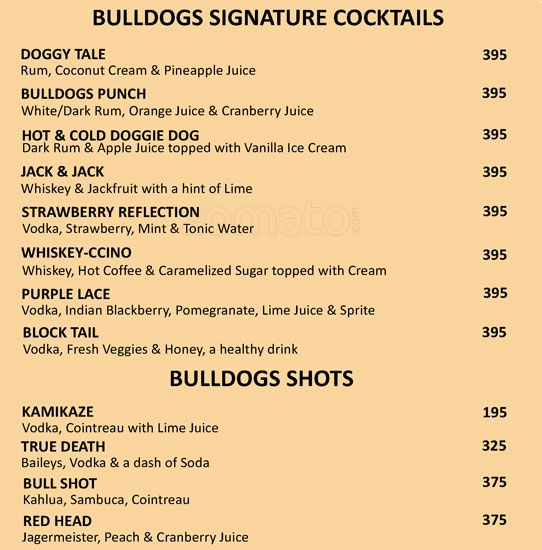 BULLDOGS SIGNATURE COCKTAILS
DOGGY TALE 395
Rum, Coconut Cream & Pineapple Juice
BULLDOGS PUNCH 395
White/Dark Rum, Orange Juice & Cranberry Juice
HOT & COLD DOGGIE DOG 395
Dark Rum & Apple Juice topped with Vanilla Ice Cream
JACK & JACK 395
Whiskey & Jackfruit with a hint of Lime
STRAWBERRY REFLECTION 395
zomato.com
Vodka, Strawberry, Mint & Tonic Water
WHISKEY-CCINO 395
Whiskey, Hot Coffee & Caramelized Sugar topped with Cream
PURPLE LACE 395
Vodka, Indian Blackberry, Pomegranate, Lime Juice & Sprite
BLOCK TAIL 395
Vodka, Fresh Veggies & Honey, a healthy drink
BULLDOGS SHOTS
KAMIKAZE 195
Vodka, Cointreau with Lime Juice
TRUE DEATH 325
Baileys, Vodka & a dash of Soda
BULL SHOT 375
Kahlua, Sambuca, Cointreau
RED HEAD 375
Jagermeister, Peach & Cranberry Juice